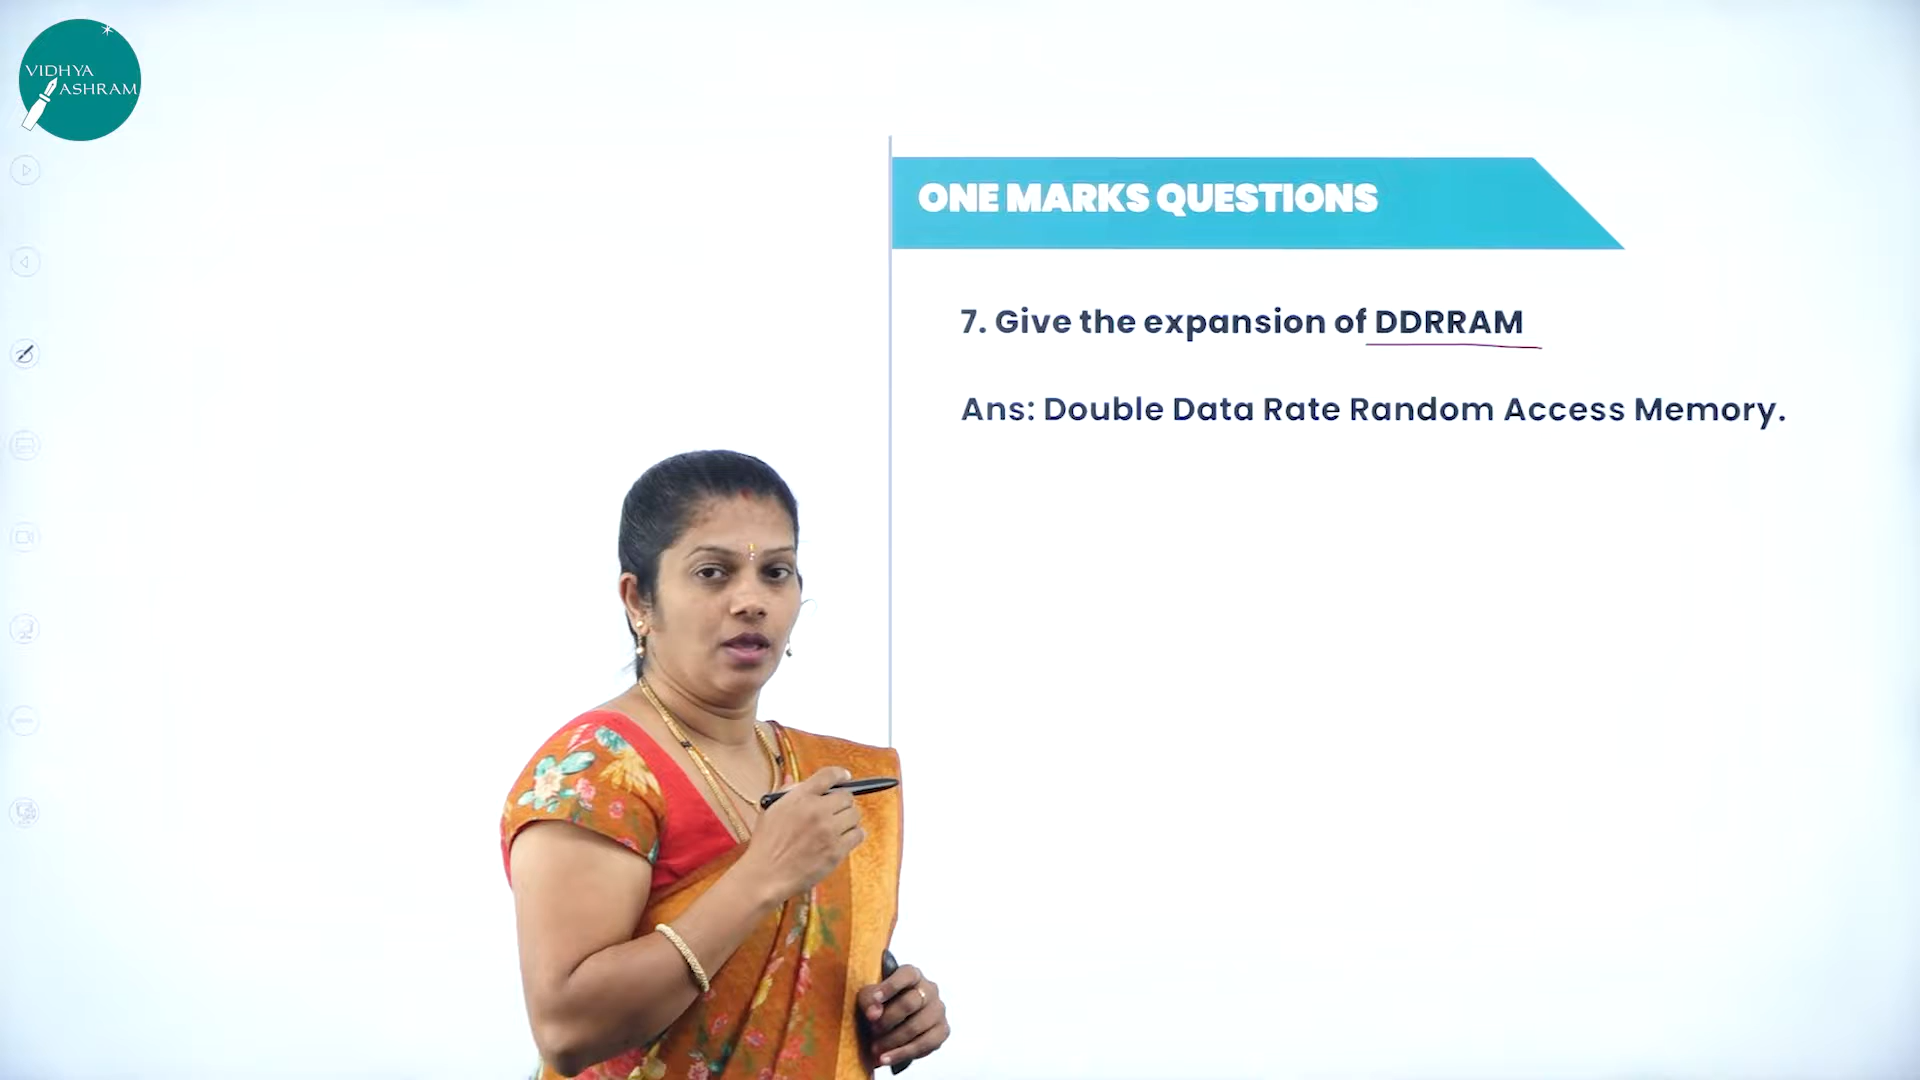 VIDHYA
ASHRAM
ONE MARKS QUESTIONS
7. Give the expansion of DDRRAM
Ans: Double Data Rate Random Access Memory.